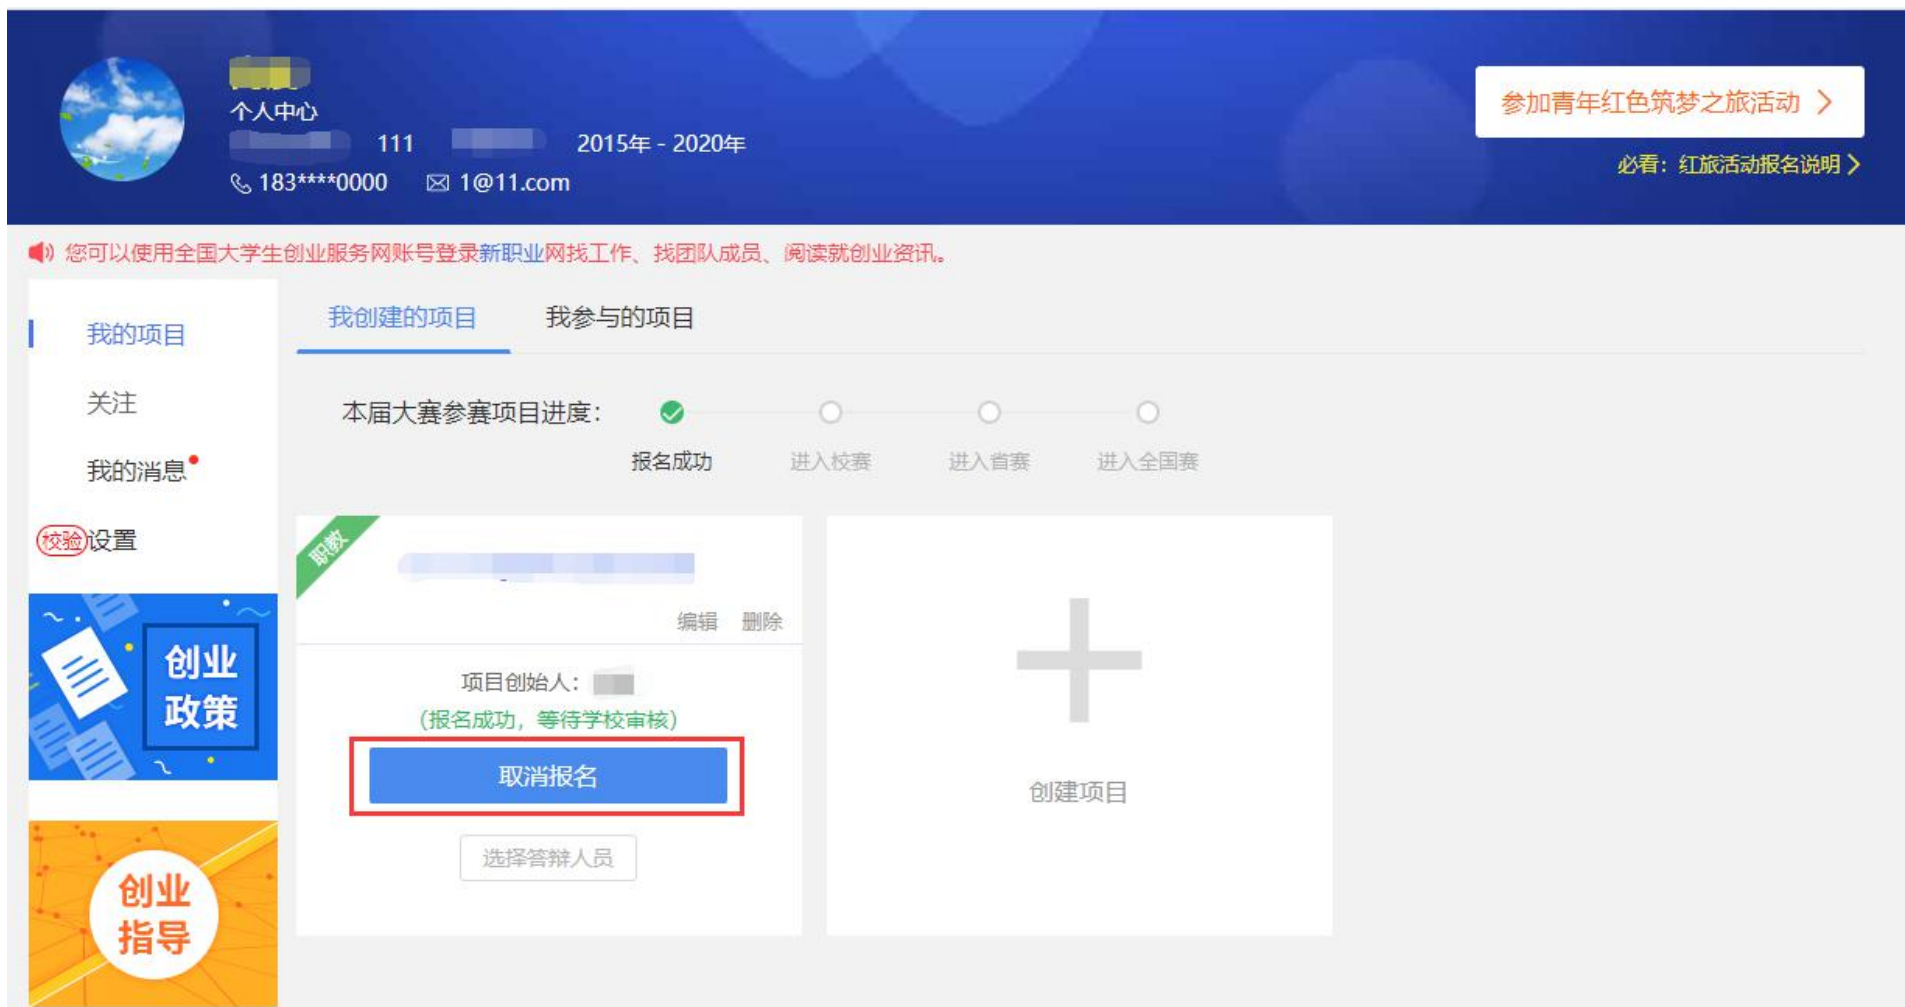 个人中心
111 2015年 - 2020年
183****0000 1@11.com
参加青年红色筑梦之旅活动
必看：红旅活动报名说明
您可以使用全国大学生创业服务网账号登录新职业网找工作、找团队成员、阅读就创业资讯。
我的项目
关注
我的消息
校验 设置
创业
政策
创业
指导
我创建的项目 我参与的项目
本届大赛参赛项目进度：
报名成功 进入校赛 进入省赛 进入全国赛
职教
编辑 删除
项目创始人：
（报名成功，等待学校审核）
取消报名
选择答辩人员
创建项目